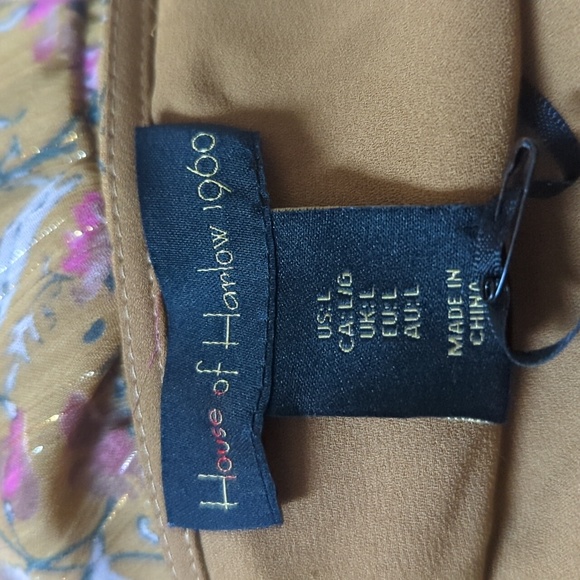 House of Harlow 1960
US:L
CA:L/G
UK:L
EU:L
AU:L
MADE IN
CHINA